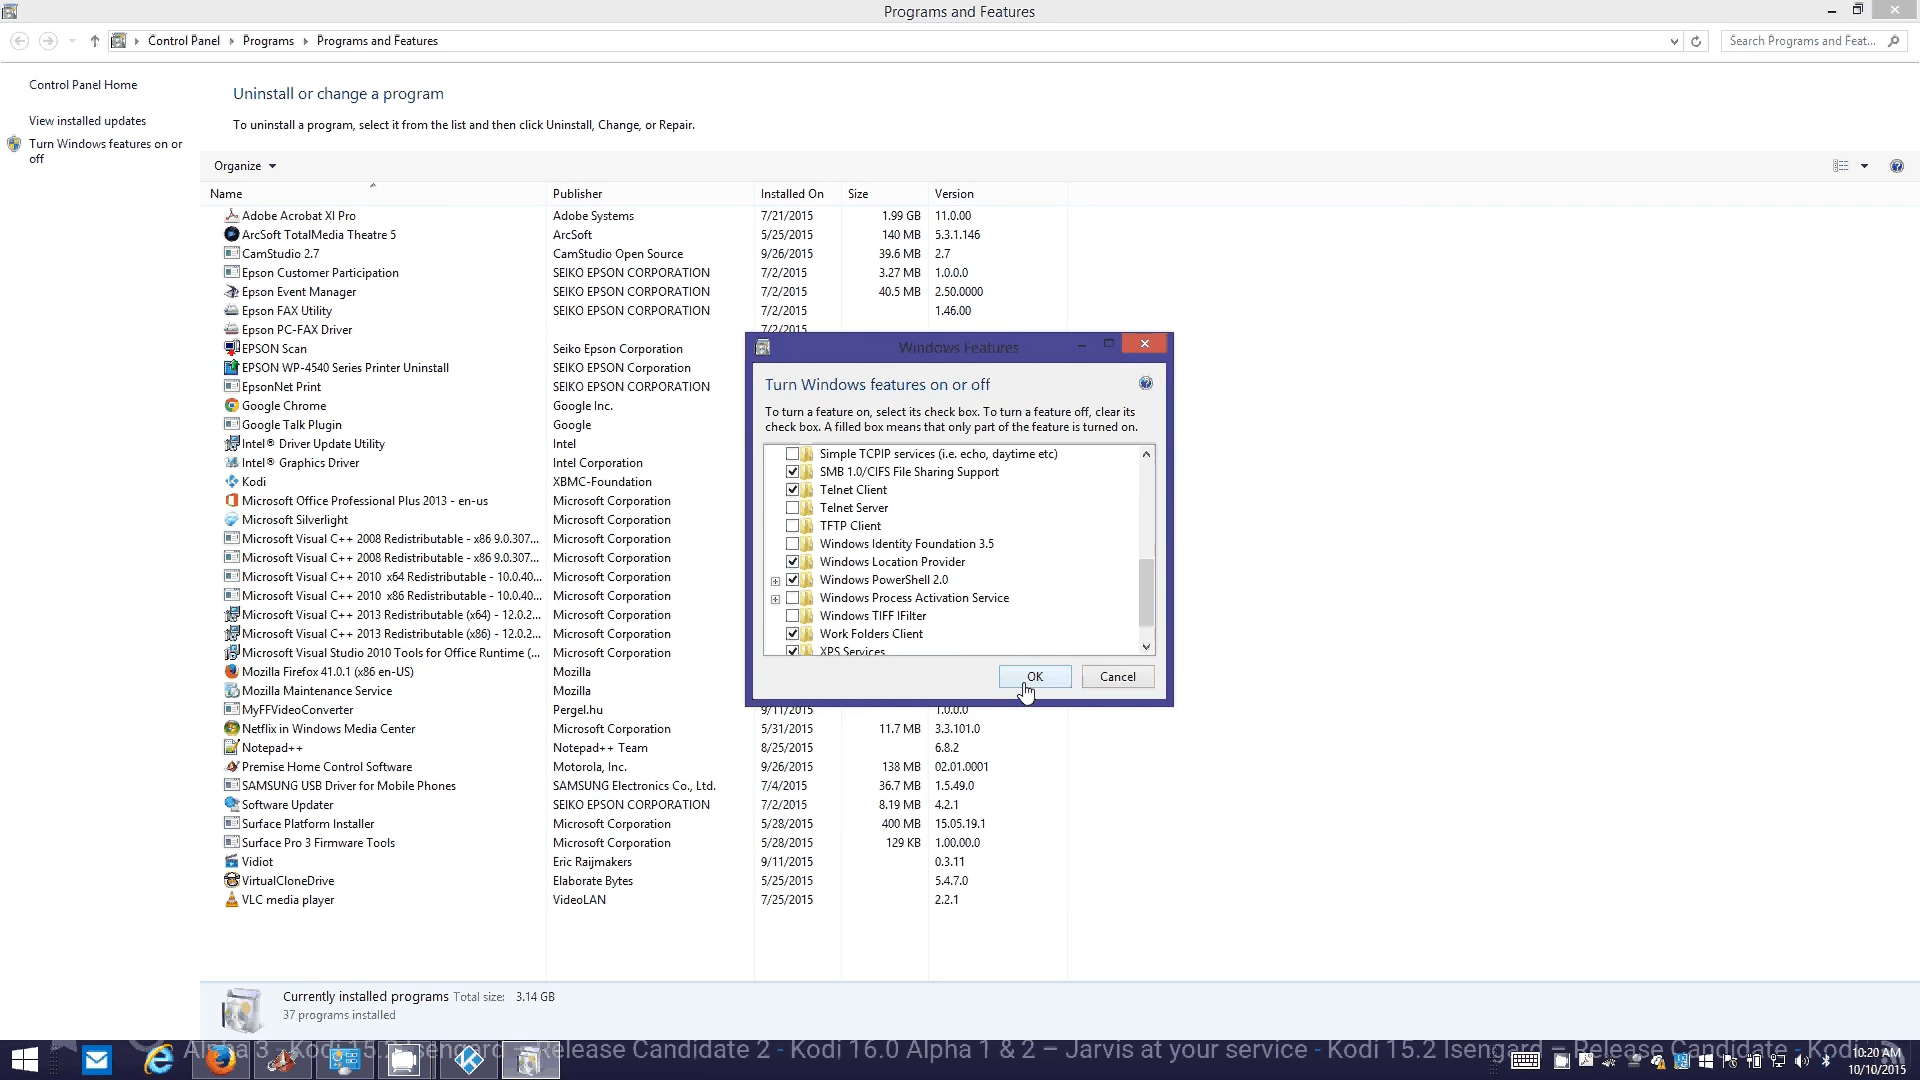 Programs and Features
Control Panel Programs Programs and Features
Search Programs and Feat...
Control Panel Home
View installed updates
Turn Windows features on or
off
Uninstall or change a program
To uninstall a program, select it from the list and then click Uninstall, Change, or Repair.
Organize
Name Publisher Installed On Size Version
Adobe Acrobat XI Pro Adobe Systems 7/21/2015 1.99 GB 11.0.00
ArcSoft TotalMedia Theatre 5 ArcSoft 5/25/2015 140 MB 5.3.1.146
CamStudio 2.7 CamStudio Open Source 9/26/2015 39.6 MB 2.7
Epson Customer Participation SEIKO EPSON CORPORATION 7/2/2015 3.27 MB 1.0.0.0
Epson Event Manager SEIKO EPSON CORPORATION 7/2/2015 40.5 MB 2.50.0000
Epson FAX Utility SEIKO EPSON CORPORATION 7/2/2015 1.46.00
Epson PC-FAX Driver 7/2/2015
EPSON Scan Seiko Epson Corporation
EPSON WP-4540 Series Printer Uninstall SEIKO EPSON Corporation
EpsonNet Print SEIKO EPSON CORPORATION
Google Chrome Google Inc.
Google Talk Plugin Google
Intel® Driver Update Utility Intel
Intel® Graphics Driver Intel Corporation
Kodi XBMC-Foundation
Microsoft Office Professional Plus 2013 - en-us Microsoft Corporation
Microsoft Silverlight Microsoft Corporation
Microsoft Visual C++ 2008 Redistributable - x86 9.0.307... Microsoft Corporation
Microsoft Visual C++ 2008 Redistributable - x86 9.0.307... Microsoft Corporation
Microsoft Visual C++ 2010 x64 Redistributable - 10.0.40... Microsoft Corporation
Microsoft Visual C++ 2010 x86 Redistributable - 10.0.40... Microsoft Corporation
Microsoft Visual C++ 2013 Redistributable (x64) - 12.0.2... Microsoft Corporation
Microsoft Visual C++ 2013 Redistributable (x86) - 12.0.2... Microsoft Corporation
Microsoft Visual Studio 2010 Tools for Office Runtime (... Microsoft Corporation
Mozilla Firefox 41.0.1 (x86 en-US) Mozilla
Mozilla Maintenance Service Mozilla
MyFFVideoConverter Pergel.hu 9/11/2015 1.0.0.0
Netflix in Windows Media Center Microsoft Corporation 5/31/2015 11.7 MB 3.3.101.0
Notepad++ Notepad++ Team 8/25/2015 6.8.2
Premise Home Control Software Motorola, Inc. 9/26/2015 138 MB 02.01.0001
SAMSUNG USB Driver for Mobile Phones SAMSUNG Electronics Co., Ltd. 7/4/2015 36.7 MB 1.5.49.0
Software Updater SEIKO EPSON CORPORATION 7/2/2015 8.19 MB 4.2.1
Surface Platform Installer Microsoft Corporation 5/28/2015 400 MB 15.05.19.1
Surface Pro 3 Firmware Tools Microsoft Corporation 5/28/2015 129 KB 1.00.00.0
Vidiot Eric Raijmakers 9/11/2015 0.3.11
VirtualCloneDrive Elaborate Bytes 5/25/2015 5.4.7.0
VLC media player VideoLAN 7/25/2015 2.2.1
Windows Features
Turn Windows features on or off
To turn a feature on, select its check box. To turn a feature off, clear its
check box. A filled box means that only part of the feature is turned on.
Simple TCPIP services (i.e. echo, daytime etc)
SMB 1.0/CIFS File Sharing Support
Telnet Client
Telnet Server
TFTP Client
Windows Identity Foundation 3.5
Windows Location Provider
Windows PowerShell 2.0
Windows Process Activation Service
Windows TIFF IFilter
Work Folders Client
XPS Services
OK Cancel
Currently installed programs Total size: 3.14 GB
37 programs installed
Alpha 3 - Kodi 15.2 Isengard – Release Candidate 2 - Kodi 16.0 Alpha 1 & 2 – Jarvis at your service - Kodi 15.2 Isengard – Release Candidate - Kodi
10:20 AM
10/10/2015